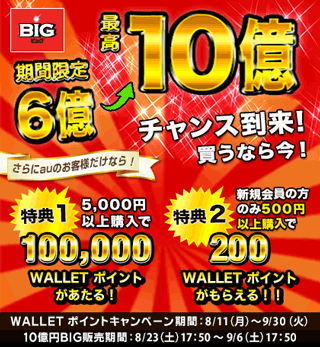 BIG
ビッグ
最高
10億
期間限定
6億
チャンス到来!
買うなら今!
さらにauのお客様だけなら!
特典1
5,000円
以上購入で
100,000
WALLET ポイント
があたる!
特典2
新規会員の方
のみ500円
以上購入で
200
WALLET ポイント
がもらえる!!
WALLET ポイントキャンペーン期間:8/11(月)~9/30(火)
10億円BIG販売期間:8/23(土)17:50 ~ 9/6(土)17:50